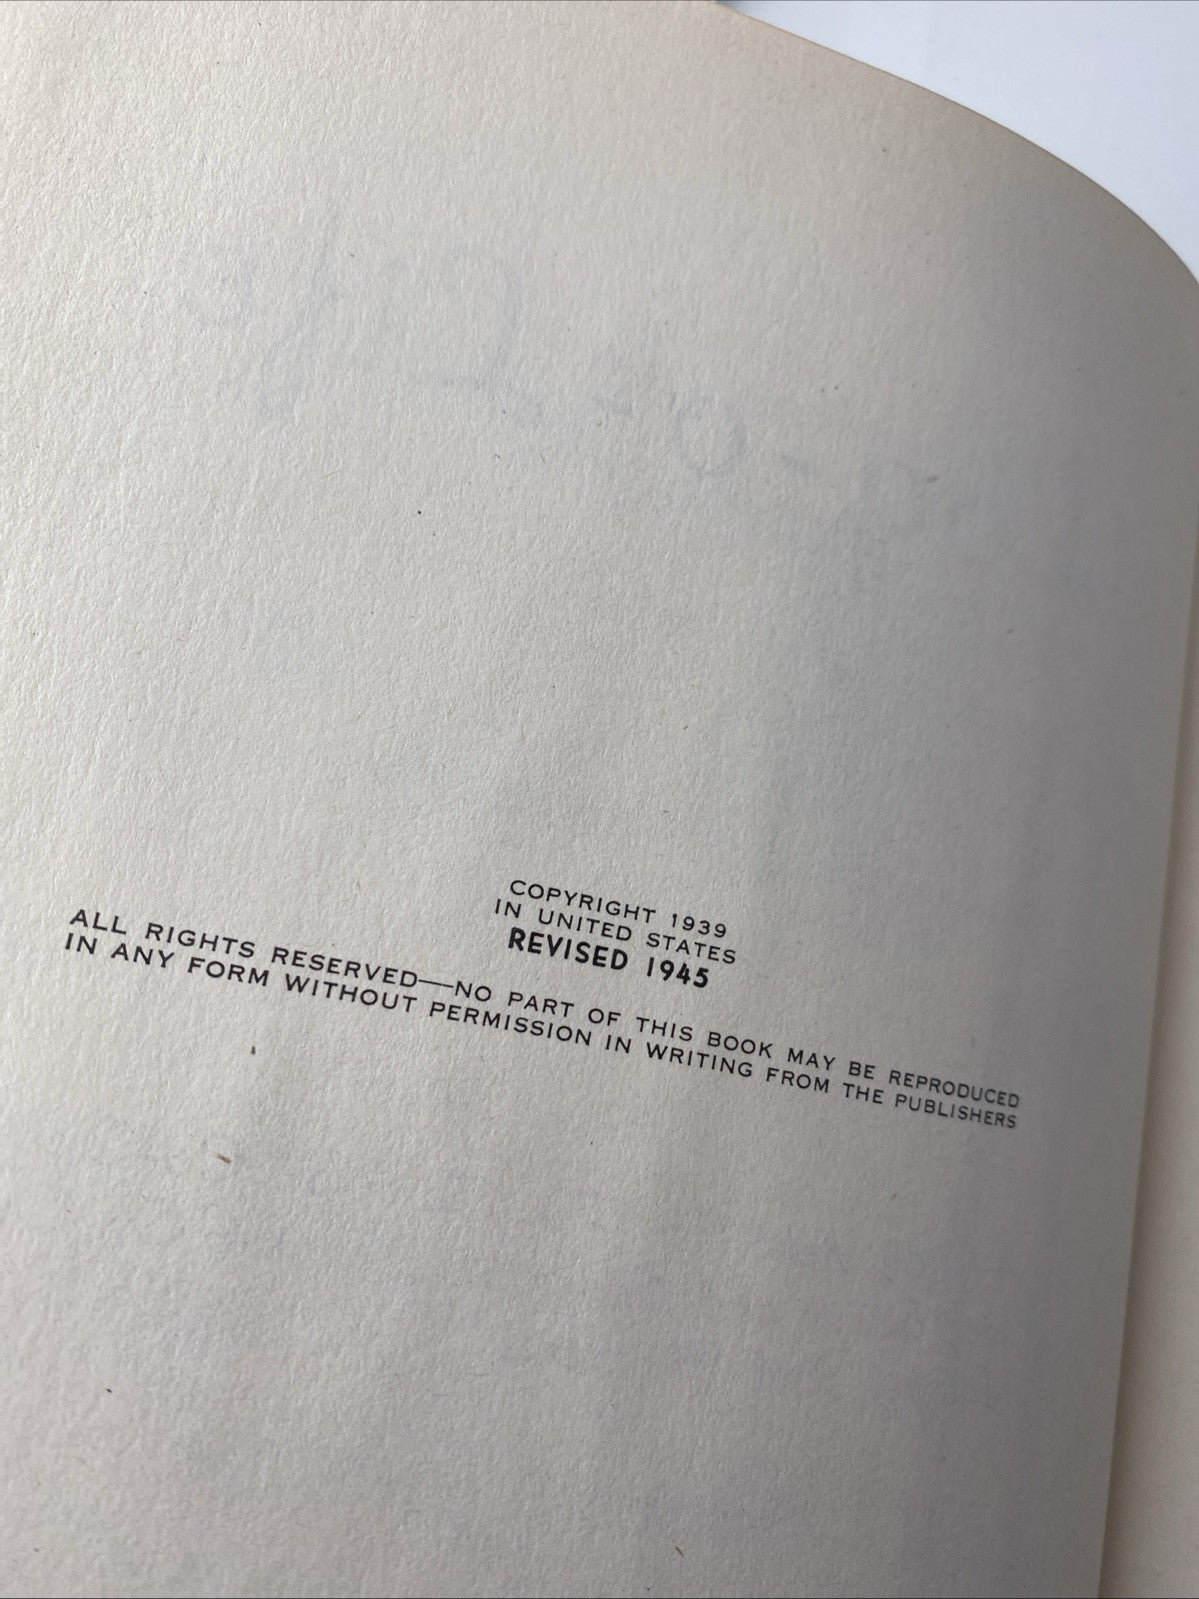 COPYRIGHT 1939
IN UNITED STATES
REVISED 1945
ALL RIGHTS RESERVED—NO PART OF THIS BOOK MAY BE REPRODUCED
IN ANY FORM WITHOUT PERMISSION IN WRITING FROM THE PUBLISHERS